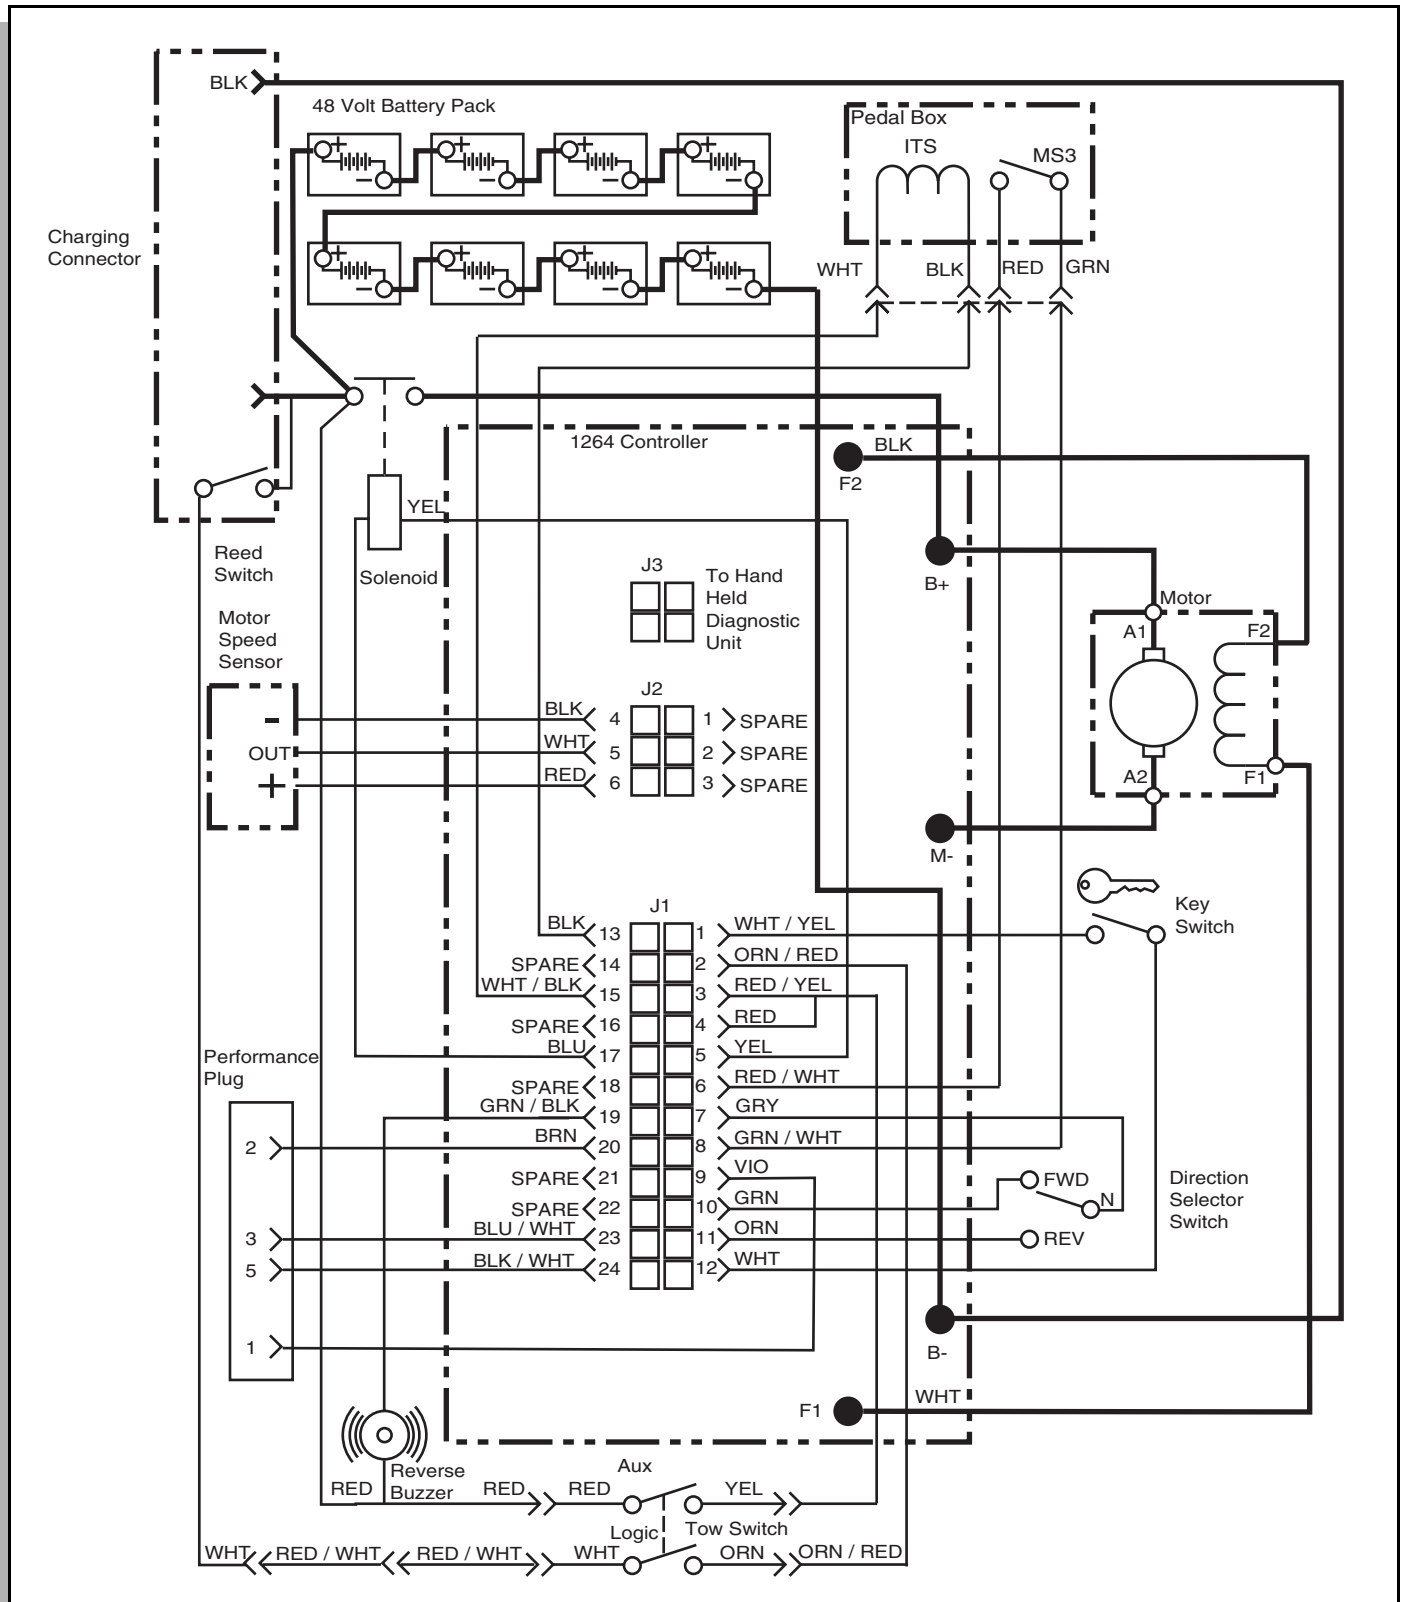 BLK
48 Volt Battery Pack
Pedal Box
ITS
MS3
+ + + +
− − − −
Charging
Connector
+ + + +
− − − −
WHT BLK RED GRN
1264 Controller
BLK
F2
YEL
Reed
Switch
Solenoid
J3
To Hand
Held
Diagnostic
Unit
B+
Motor
A1
F2
Motor
Speed
Sensor
J2
-
BLK 4 1 SPARE
OUT
WHT 5 2 SPARE
+
RED 6 3 SPARE
A2
F1
M-
Key
Switch
J1
BLK 13 1 WHT / YEL
SPARE 14 2 ORN / RED
WHT / BLK 15 3 RED / YEL
SPARE 16 4 RED
BLU 17 5 YEL
SPARE 18 6 RED / WHT
GRN / BLK 19 7 GRY
BRN 20 8 GRN / WHT
SPARE 21 9 VIO
SPARE 22 10 GRN
BLU / WHT 23 11 ORN
BLK / WHT 24 12 WHT
Performance
Plug
2
3
5
1
FWD
N
REV
Direction
Selector
Switch
B-
F1
WHT
Reverse
Buzzer
Aux
RED RED RED YEL
Logic
Tow Switch
WHT RED / WHT RED / WHT WHT ORN ORN / RED